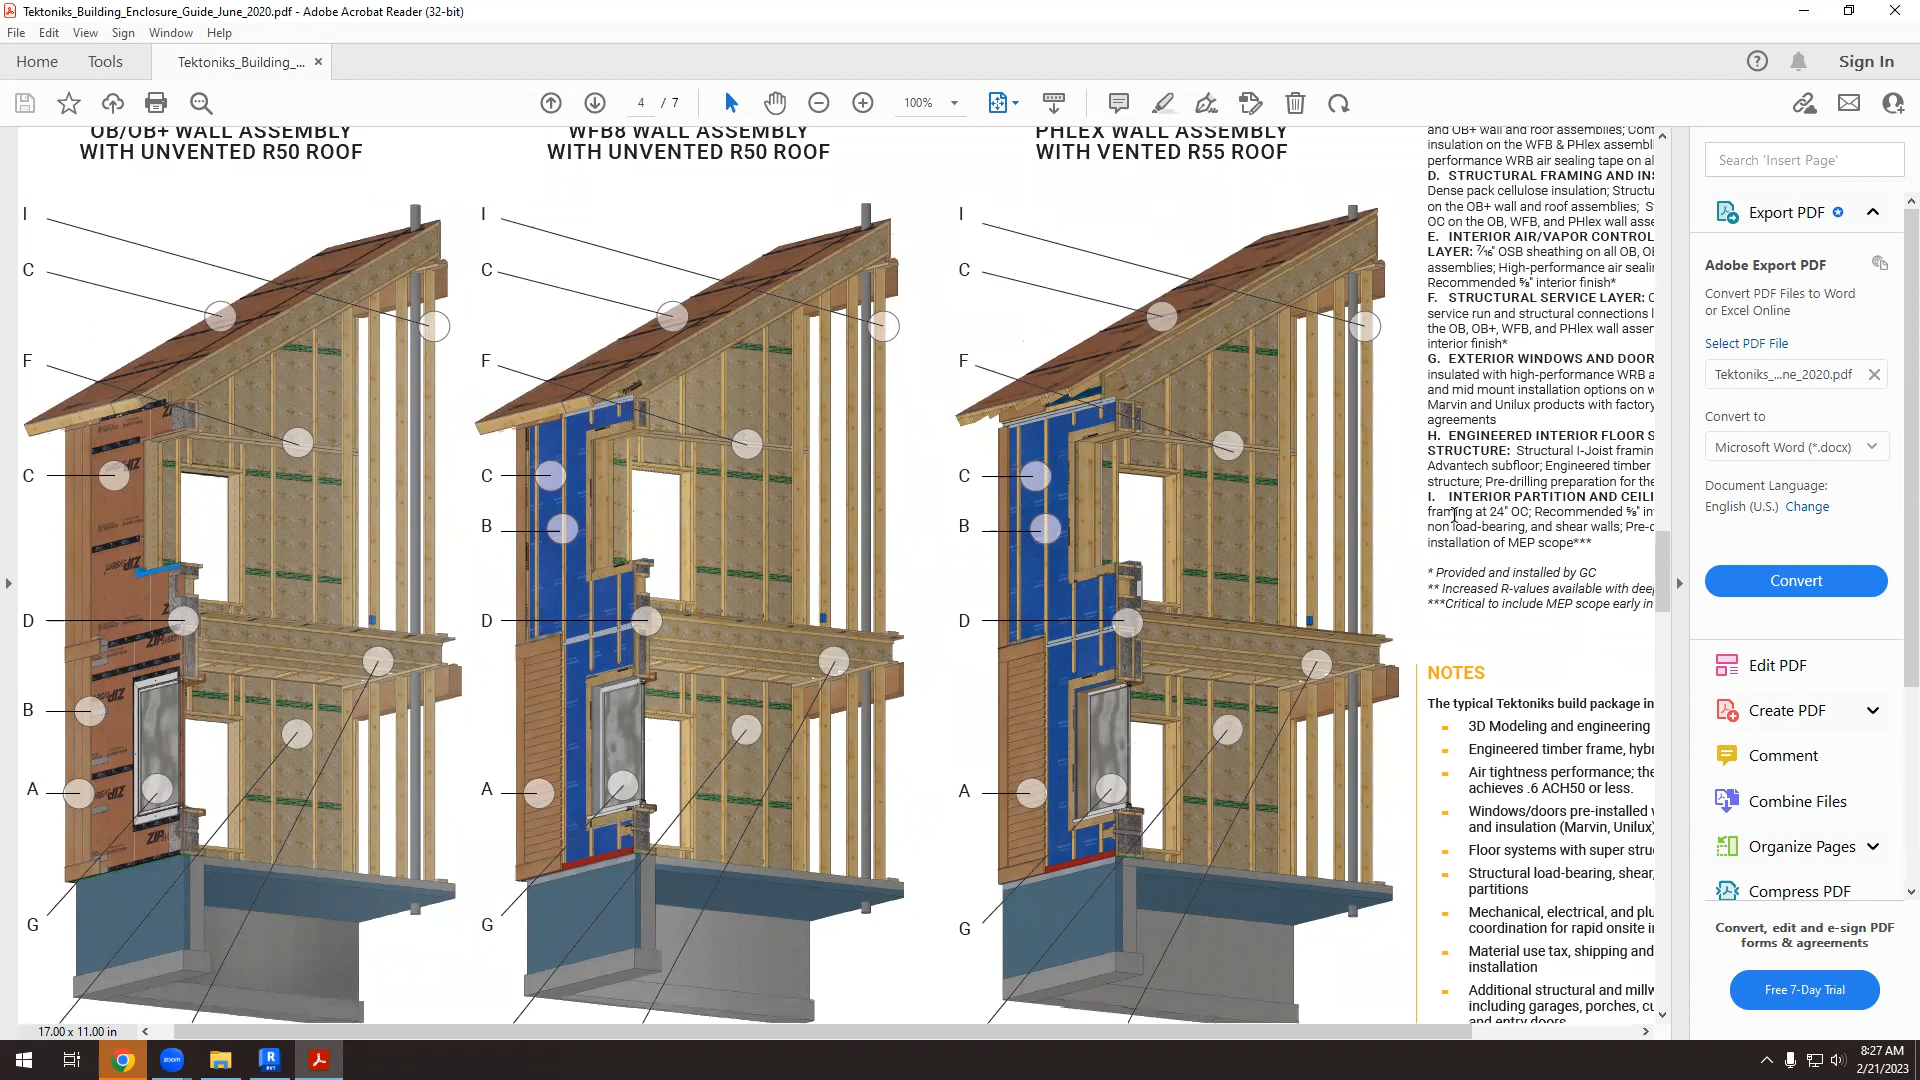 Tektoniks_Building_Enclosure_Guide_June_2020.pdf - Adobe Acrobat Reader (32-bit)
File Edit View Sign Window Help
Home Tools Tektoniks_Building_... × Sign In
4 / 7 100%
OB/OB+ WALL ASSEMBLY
WITH UNVENTED R50 ROOF
WFB8 WALL ASSEMBLY
WITH UNVENTED R50 ROOF
PHLEX WALL ASSEMBLY
WITH VENTED R55 ROOF
I
C
F
C
D
B
A
G
ZIP System
I
C
F
C
B
D
A
G
I
C
F
C
B
D
A
G
and OB+ wall and roof assemblies; Cont
insulation on the WFB & PHlex assembli
performance WRB air sealing tape on al
D. STRUCTURAL FRAMING AND INS
Dense pack cellulose insulation; Structu
on the OB+ wall and roof assemblies; S
OC on the OB, WFB, and PHlex wall asse
E. INTERIOR AIR/VAPOR CONTROL
LAYER: 7/16" OSB sheathing on all OB, OB
assemblies; High-performance air seali
Recommended ⅝" interior finish*
F. STRUCTURAL SERVICE LAYER: C
service run and structural connections l
the OB, OB+, WFB, and PHlex wall assem
interior finish*
G. EXTERIOR WINDOWS AND DOOR
insulated with high-performance WRB a
and mid mount installation options on w
Marvin and Unilux products with factory
agreements
H. ENGINEERED INTERIOR FLOOR S
STRUCTURE: Structural I-Joist framin
Advantech subfloor; Engineered timber
structure; Pre-drilling preparation for the
I. INTERIOR PARTITION AND CEILI
framing at 24" OC; Recommended ⅝" in
non load-bearing, and shear walls; Pre-c
installation of MEP scope***
* Provided and installed by GC
** Increased R-values available with deep
***Critical to include MEP scope early in
NOTES
The typical Tektoniks build package in
3D Modeling and engineering
Engineered timber frame, hybr
Air tightness performance; the
achieves .6 ACH50 or less.
Windows/doors pre-installed w
and insulation (Marvin, Unilux)
Floor systems with super stru
Structural load-bearing, shear,
partitions
Mechanical, electrical, and plu
coordination for rapid onsite i
Material use tax, shipping and
installation
Additional structural and millw
including garages, porches, cu
and entry doors
17.00 x 11.00 in
Search 'Insert Page'
Export PDF
Adobe Export PDF
Convert PDF Files to Word
or Excel Online
Select PDF File
Tektoniks_...ne_2020.pdf
Convert to
Microsoft Word (*.docx)
Document Language:
English (U.S.) Change
Convert
Edit PDF
Create PDF
Comment
Combine Files
Organize Pages
Compress PDF
Convert, edit and e-sign PDF
forms & agreements
Free 7-Day Trial
zoom
R
RVT
8:27 AM
2/21/2023